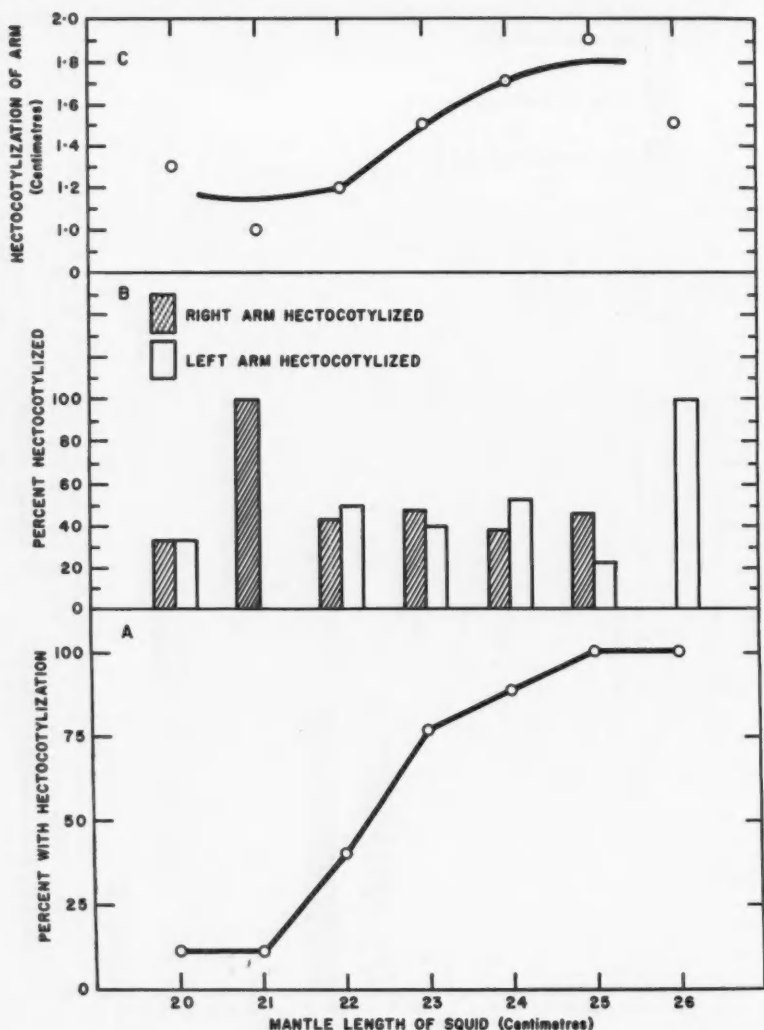 HECTOCOTYLIZATION OF ARM
(Centimetres)
C
2·0
1·8
1·6
1·4
1·2
1·0
0
PERCENT HECTOCOTYLIZED
B
RIGHT ARM HECTOCOTYLIZED
LEFT ARM HECTOCOTYLIZED
100
80
60
40
20
0
PERCENT WITH HECTOCOTYLIZATION
A
100
75
50
25
0
20 21 22 23 24 25 26
MANTLE LENGTH OF SQUID (Centimetres)